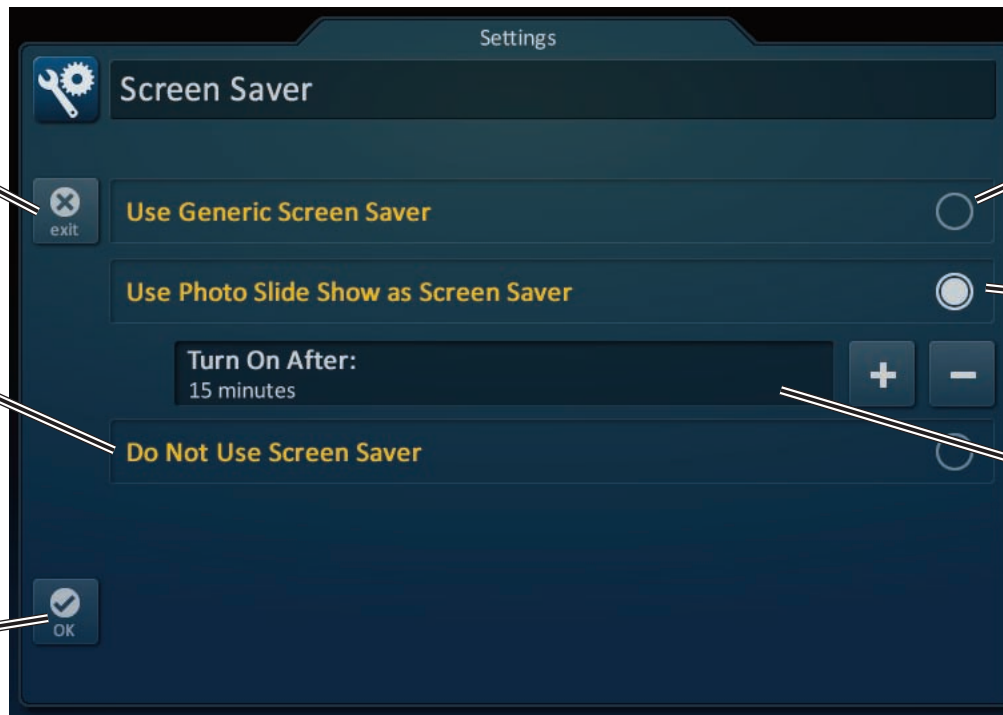 Settings
Screen Saver
exit
Use Generic Screen Saver
Use Photo Slide Show as Screen Saver
Turn On After:
15 minutes
Do Not Use Screen Saver
OK